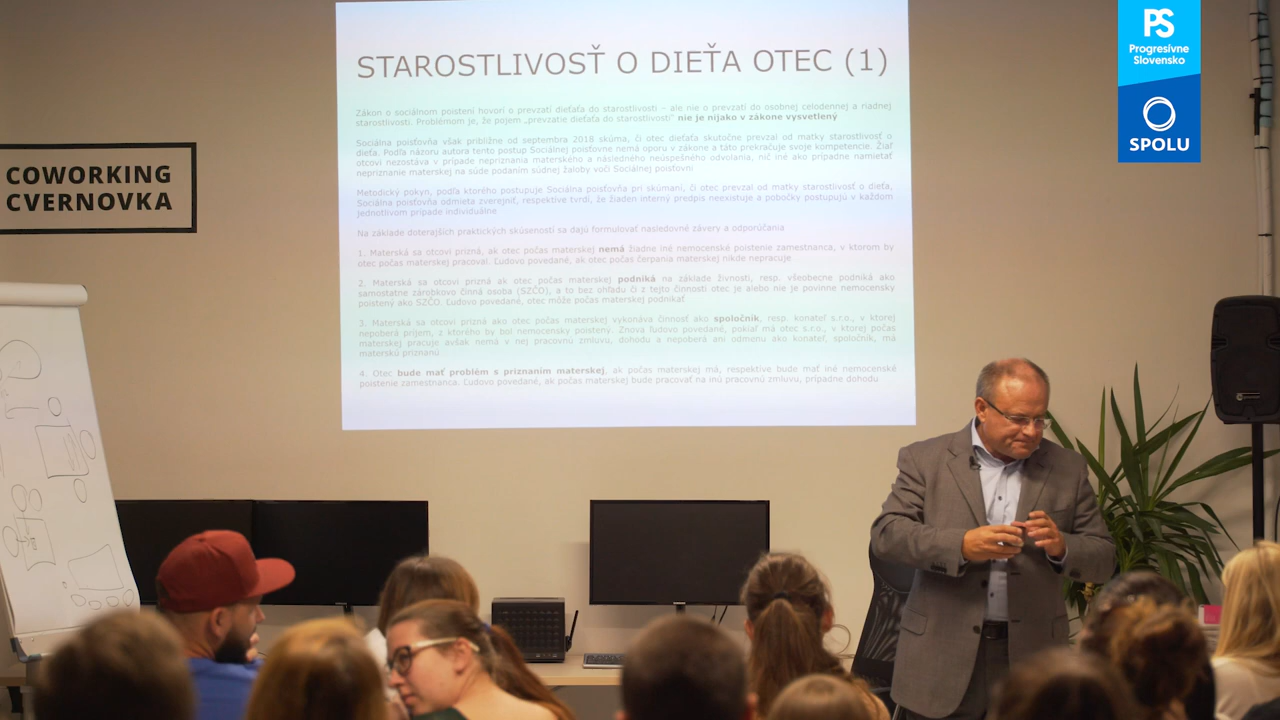 STAROSTLIVOSŤ O DIEŤA OTEC (1)
Zákon o sociálnom poistení hovorí o prevzatí dieťaťa do starostlivosti – ale nie o prevzatí do osobnej celodennej a riadnej
starostlivosti. Problémom je, že pojem „prevzatie dieťaťa do starostlivosti" nie je nijako v zákone vysvetlený
Sociálna poisťovňa však približne od septembra 2018 skúma, či otec dieťaťa skutočne prevzal od matky starostlivosť o
dieťa. Podľa názoru autora tento postup Sociálnej poisťovne nemá oporu v zákone a táto prekračuje svoje kompetencie. Žiaľ
otcovi nezostáva v prípade nepriznania materského a následného neúspešného odvolania, nič iné ako prípadne namietať
nepriznanie materskej na súde podaním súdnej žaloby voči Sociálnej poisťovni
Metodický pokyn, podľa ktorého postupuje Sociálna poisťovňa pri skúmaní, či otec prevzal od matky starostlivosť o dieťa,
Sociálna poisťovňa odmieta zverejniť, respektíve tvrdí, že žiaden interný predpis neexistuje a pobočky postupujú v každom
jednotlivom prípade individuálne
Na základe doterajších praktických skúseností sa dajú formulovať nasledovné závery a odporúčania
1. Materská sa otcovi prizná, ak otec počas materskej nemá žiadne iné nemocenské poistenie zamestnanca, v ktorom by
otec počas materskej pracoval. Ľudovo povedané, ak otec počas čerpania materskej nikde nepracuje
2. Materská sa otcovi prizná ak otec počas materskej podniká na základe živnosti, resp. všeobecne podniká ako
samostatne zárobkovo činná osoba (SZČO), a to bez ohľadu či z tejto činnosti otec je alebo nie je povinne nemocensky
poistený ako SZČO. Ľudovo povedané, otec môže počas materskej podnikať
3. Materská sa otcovi prizná ako otec počas materskej vykonáva činnosť ako spoločník, resp. konateľ s.r.o., v ktorej
nepoberá príjem, z ktorého by bol nemocensky poistený. Znova ľudovo povedané, pokiaľ má otec s.r.o., v ktorej počas
materskej pracuje avšak nemá v nej pracovnú zmluvu, dohodu a nepoberá ani odmenu ako konateľ, spoločník, má
materskú priznanú
4. Otec bude mať problém s priznaním materskej, ak počas materskej má, respektíve bude mať iné nemocenské
poistenie zamestnanca. Ľudovo povedané, ak počas materskej bude pracovať na inú pracovnú zmluvu, prípadne dohodu
COWORKING
CVERNOVKA
PS
Progresívne
Slovensko
SPOLU